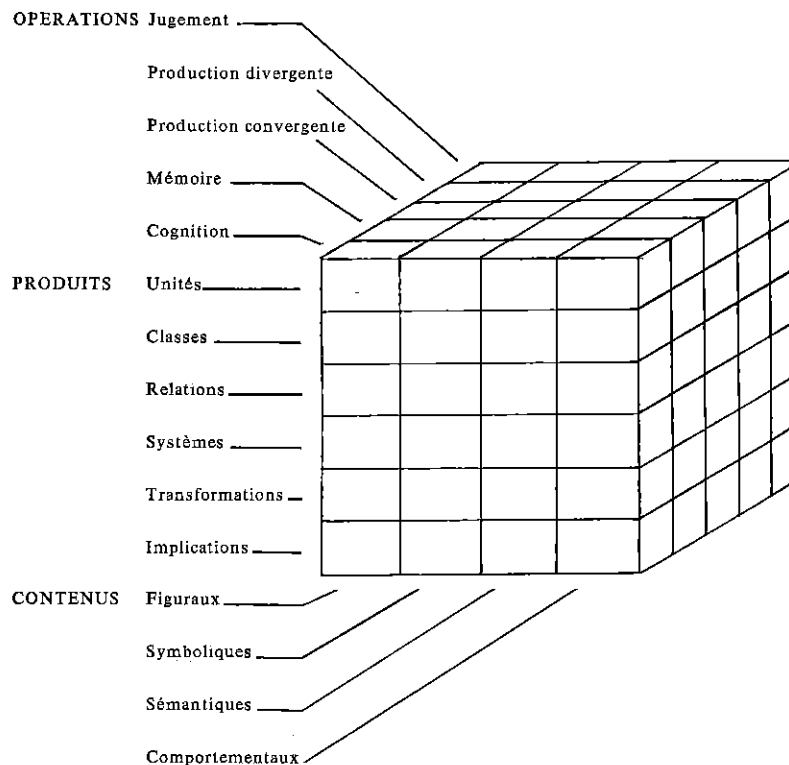 OPERATIONS Jugement
Production divergente
Production convergente
Mémoire
Cognition
PRODUITS Unités
Classes
Relations
Systèmes
Transformations
Implications
CONTENUS Figuraux
Symboliques
Sémantiques
Comportementaux